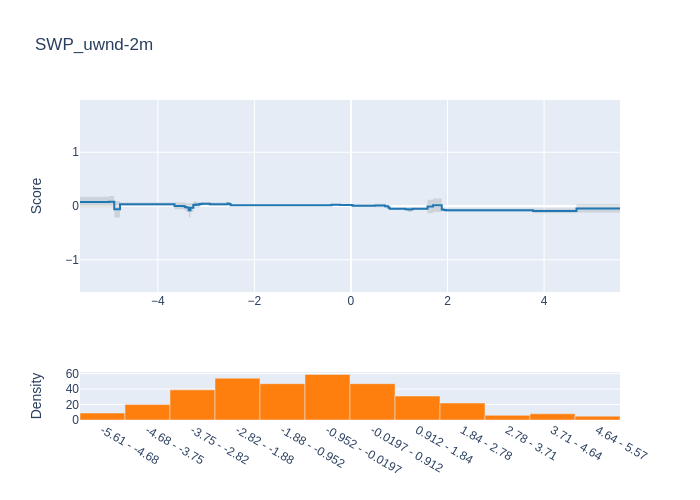 SWP_uwnd-2m
Score
1
0
−1
−4
−2
0
2
4
Density
60
40
20
0
-5.61 - -4.68
-4.68 - -3.75
-3.75 - -2.82
-2.82 - -1.88
-1.88 - -0.952
-0.952 - -0.0197
-0.0197 - 0.912
0.912 - 1.84
1.84 - 2.78
2.78 - 3.71
3.71 - 4.64
4.64 - 5.57